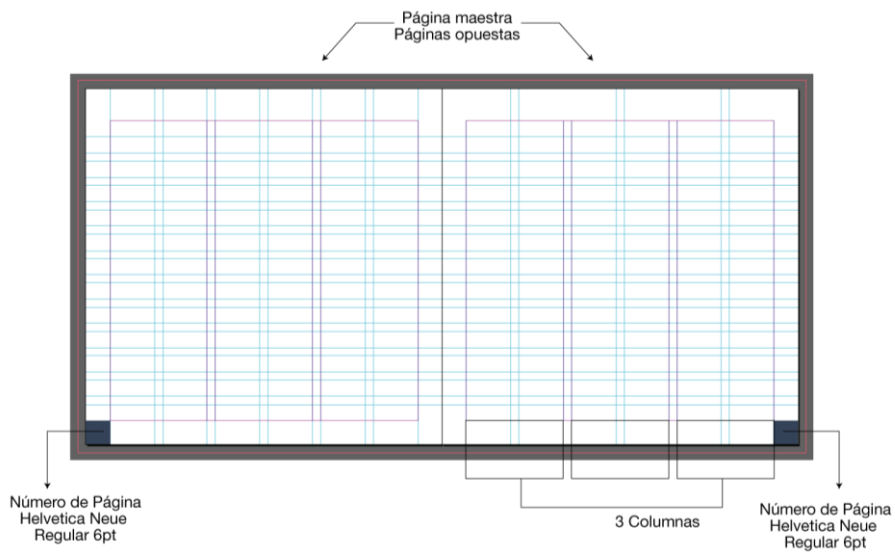 Página maestra
Páginas opuestas
Número de Página
Helvetica Neue
Regular 6pt
3 Columnas
Número de Página
Helvetica Neue
Regular 6pt